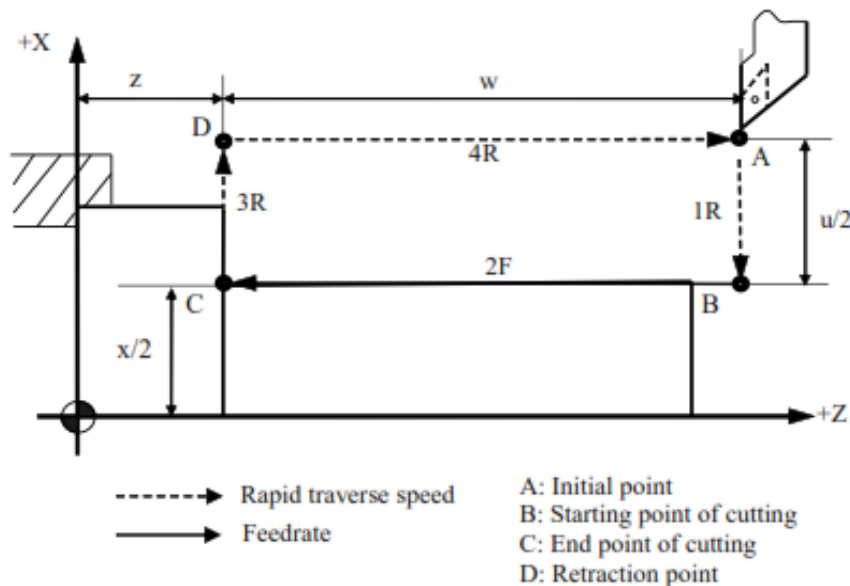 +X
z
w
D
4R
A
3R
1R
u/2
2F
C
B
x/2
+Z
Rapid traverse speed
Feedrate
A: Initial point
B: Starting point of cutting
C: End point of cutting
D: Retraction point